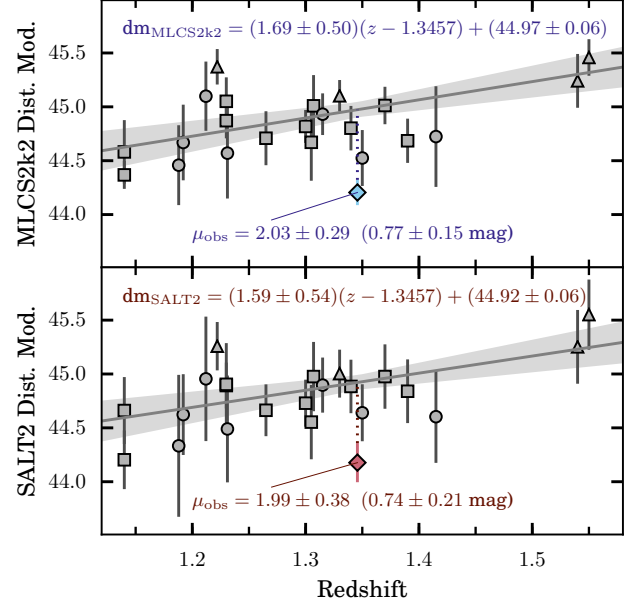 dm_MLCS2k2 = (1.69 ± 0.50)(z − 1.3457) + (44.97 ± 0.06)
45.5
45.0
44.5
44.0
MLCS2k2 Dist. Mod.
μ_obs = 2.03 ± 0.29 (0.77 ± 0.15 mag)
dm_SALT2 = (1.59 ± 0.54)(z − 1.3457) + (44.92 ± 0.06)
45.5
45.0
44.5
44.0
SALT2 Dist. Mod.
μ_obs = 1.99 ± 0.38 (0.74 ± 0.21 mag)
1.2 1.3 1.4 1.5
Redshift